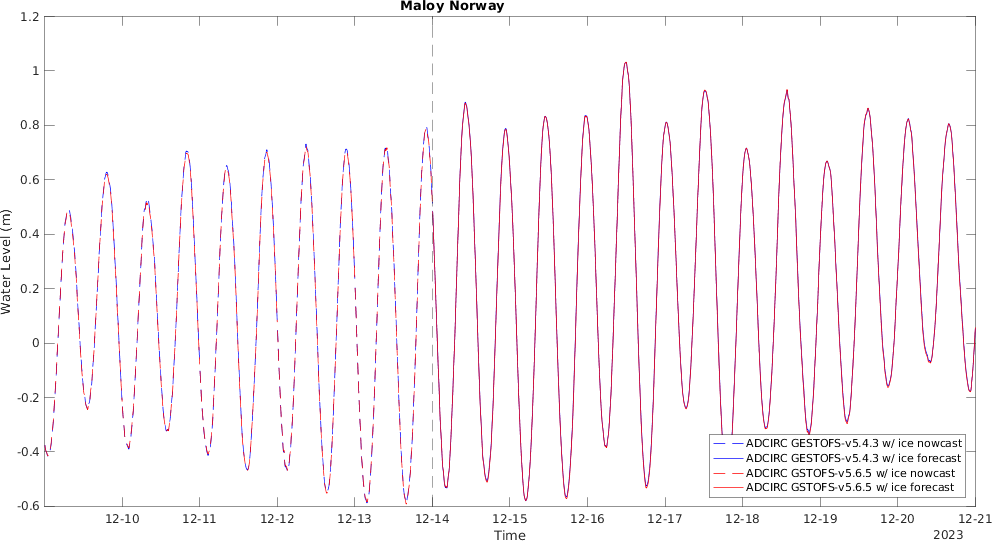 Maloy Norway
1.2
1
0.8
0.6
0.4
0.2
0
-0.2
-0.4
-0.6
Water Level (m)
ADCIRC GESTOFS-v5.4.3 w/ ice nowcast
ADCIRC GESTOFS-v5.4.3 w/ ice forecast
ADCIRC GSTOFS-v5.6.5 w/ ice nowcast
ADCIRC GSTOFS-v5.6.5 w/ ice forecast
12-10 12-11 12-12 12-13 12-14 12-15 12-16 12-17 12-18 12-19 12-20 12-21
Time
2023